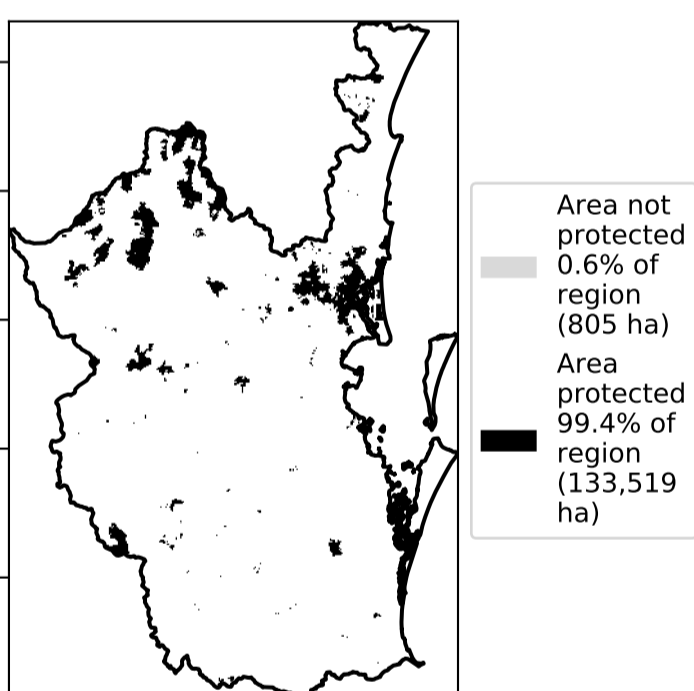 Area not
protected
0.6% of
region
(805 ha)
Area
protected
99.4% of
region
(133,519
ha)